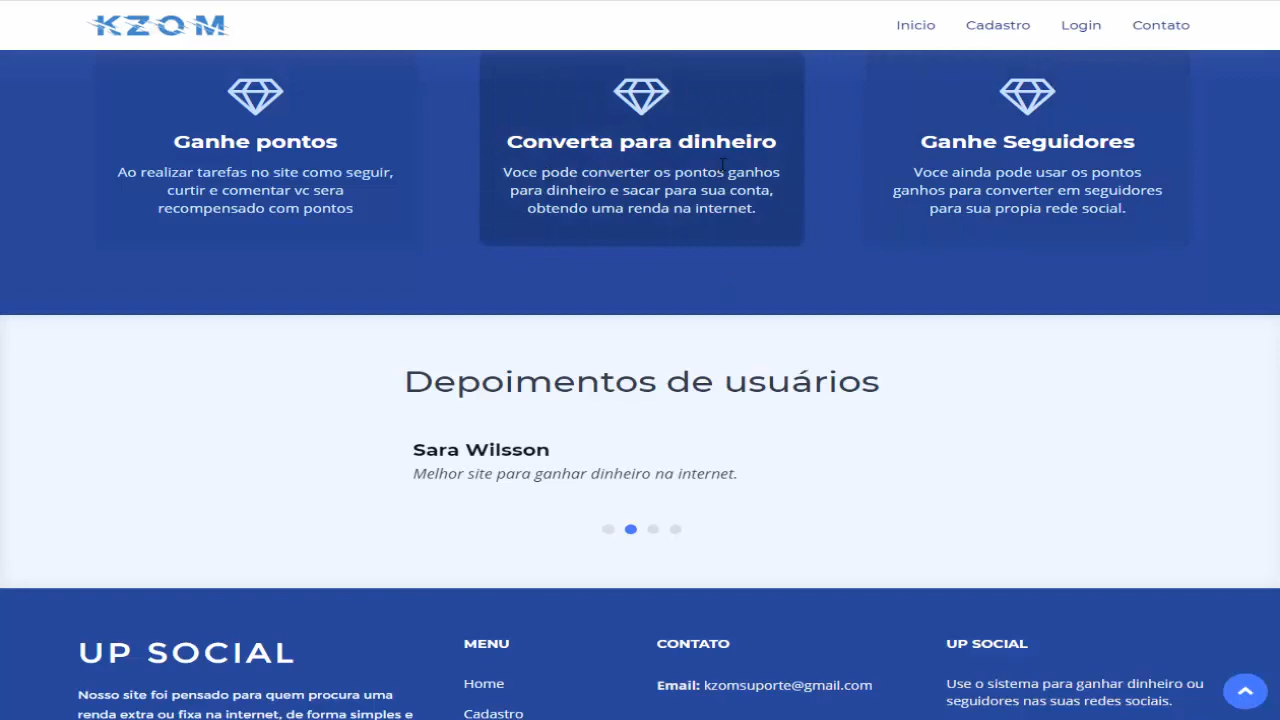 KZOM
Inicio
Cadastro
Login
Contato
Ganhe pontos
Ao realizar tarefas no site como seguir,
curtir e comentar vc sera
recompensado com pontos
Converta para dinheiro
Voce pode converter os pontos ganhos
para dinheiro e sacar para sua conta,
obtendo uma renda na internet.
Ganhe Seguidores
Voce ainda pode usar os pontos
ganhos para converter em seguidores
para sua propia rede social.
Depoimentos de usuários
Sara Wilsson
Melhor site para ganhar dinheiro na internet.
UP SOCIAL
Nosso site foi pensado para quem procura uma
renda extra ou fixa na internet, de forma simples e
MENU
Home
Cadastro
CONTATO
Email: kzomsuporte@gmail.com
UP SOCIAL
Use o sistema para ganhar dinheiro ou
seguidores nas suas redes sociais.